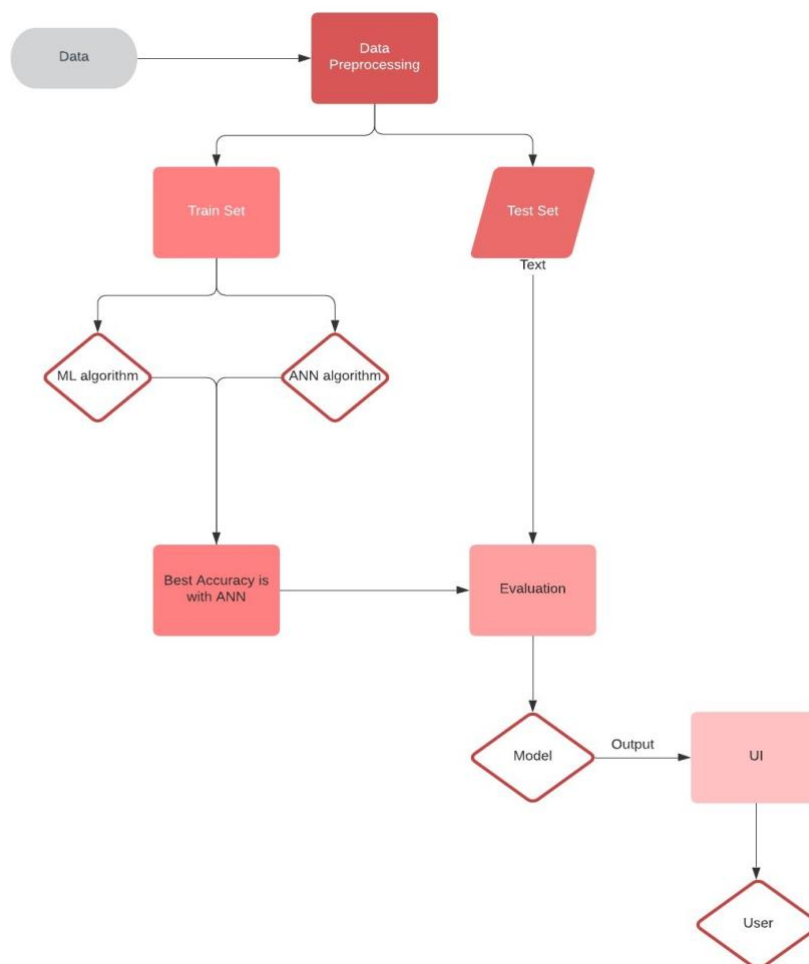 Data
Data
Preprocessing
Train Set
Test Set
Text
ML algorithm
ANN algorithm
Best Accuracy is
with ANN
Evaluation
Model
Output
UI
User